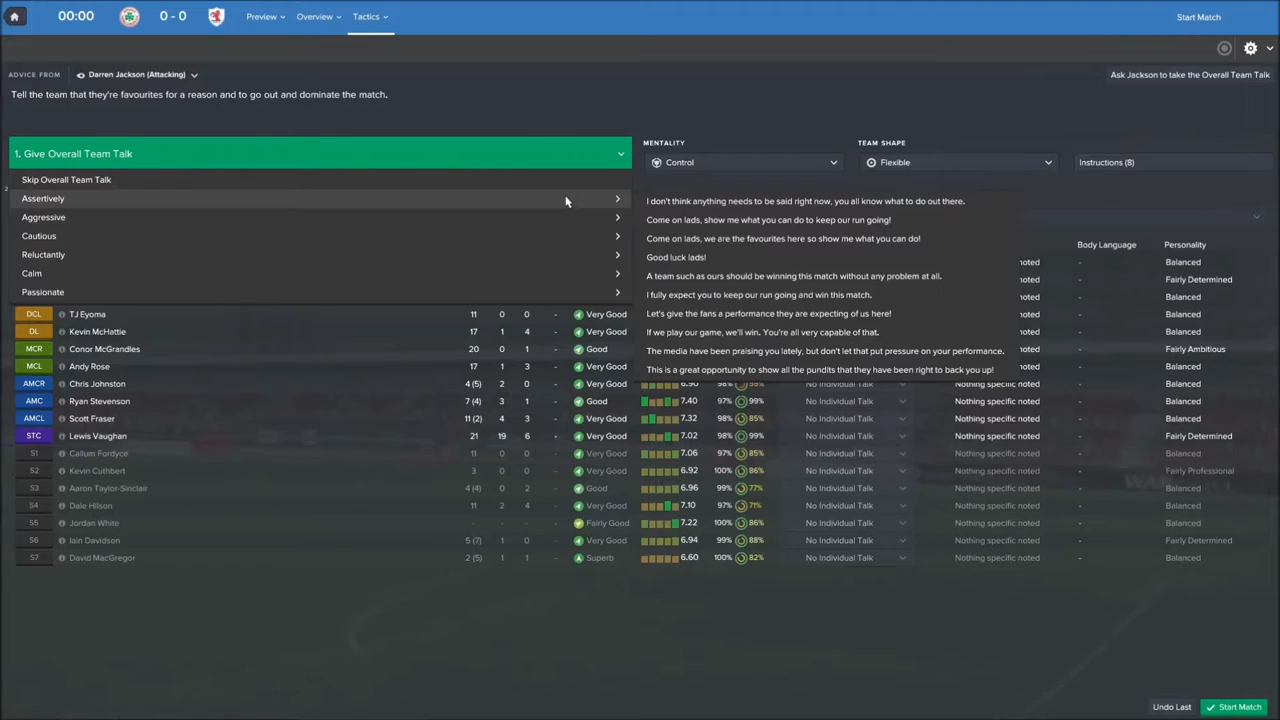 00:00 0 - 0 Preview Overview Tactics Start Match
ADVICE FROM Darren Jackson (Attacking) Ask Jackson to take the Overall Team Talk
Tell the team that they're favourites for a reason and to go out and dominate the match.
MENTALITY TEAM SHAPE
1. Give Overall Team Talk Control Flexible Instructions (8)
Skip Overall Team Talk
Assertively I don't think anything needs to be said right now, you all know what to do out there.
Aggressive Come on lads, show me what you can do to keep our run going!
Cautious Come on lads, we are the favourites here so show me what you can do!
Body Language Personality
Reluctantly Good luck lads!
noted - Balanced
Calm A team such as ours should be winning this match without any problem at all.
noted - Fairly Determined
Passionate I fully expect you to keep our run going and win this match.
noted - Balanced
DCL TJ Eyoma 11 0 0 - Very Good Let's give the fans a performance they are expecting of us here! noted - Balanced
DL Kevin McHattie 17 1 4 - Very Good If we play our game, we'll win. You're all very capable of that. noted - Balanced
MCR Conor McGrandles 20 0 1 - Good The media have been praising you lately, but don't let that put pressure on your performance. noted - Fairly Ambitious
MCL Andy Rose 17 1 3 - Very Good This is a great opportunity to show all the pundits that they have been right to back you up! noted - Balanced
AMCR Chris Johnston 4 (5) 2 0 - Very Good 6.90 98% 59% No Individual Talk Nothing specific noted - Balanced
AMC Ryan Stevenson 7 (4) 3 1 - Good 7.40 97% 99% No Individual Talk Nothing specific noted - Balanced
AMCL Scott Fraser 11 (2) 4 3 - Very Good 7.32 98% 85% No Individual Talk Nothing specific noted - Balanced
STC Lewis Vaughan 21 19 6 - Very Good 7.02 98% 99% No Individual Talk Nothing specific noted - Fairly Determined
S1 Callum Fordyce 11 0 0 - Very Good 7.06 97% 85% No Individual Talk Nothing specific noted - Balanced
S2 Kevin Cuthbert 3 0 0 - Very Good 6.92 100% 86% No Individual Talk Nothing specific noted - Fairly Professional
S3 Aaron Taylor-Sinclair 4 (4) 0 2 - Good 6.96 99% 77% No Individual Talk Nothing specific noted - Balanced
S4 Dale Hilson 11 2 4 - Very Good 7.10 97% 71% No Individual Talk Nothing specific noted - Balanced
S5 Jordan White - - - - Fairly Good 7.22 100% 86% No Individual Talk Nothing specific noted - Balanced
S6 Iain Davidson 5 (7) 1 0 - Very Good 6.94 99% 88% No Individual Talk Nothing specific noted - Balanced
S7 David MacGregor 2 (5) 1 1 - Superb 6.60 100% 82% No Individual Talk Nothing specific noted - Balanced
Undo Last Start Match